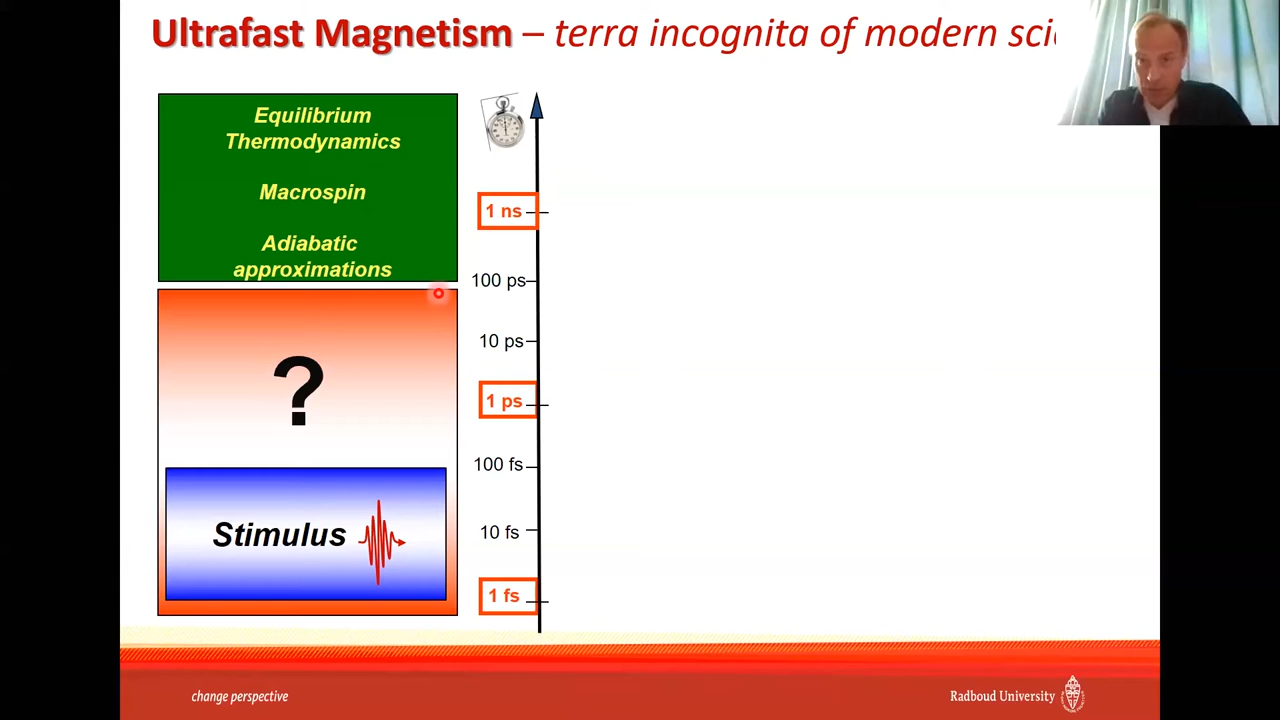 Ultrafast Magnetism – terra incognita of modern
Equilibrium
Thermodynamics
Macrospin
Adiabatic
approximations
?
Stimulus
1 ns
100 ps
10 ps
1 ps
100 fs
10 fs
1 fs
change perspective
Radboud University